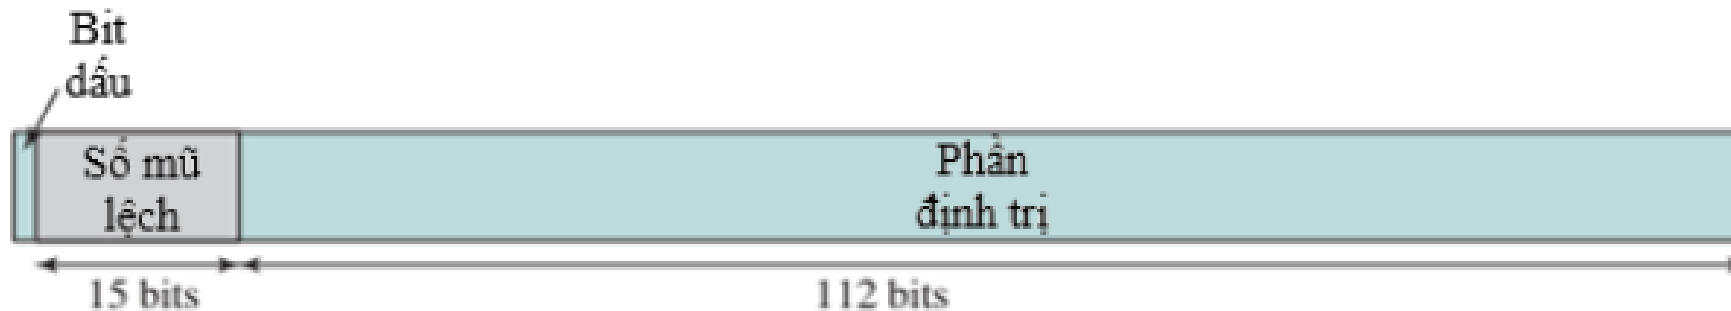 Bit
dấu
Số mũ
lệch
Phần
định trị
15 bits
112 bits